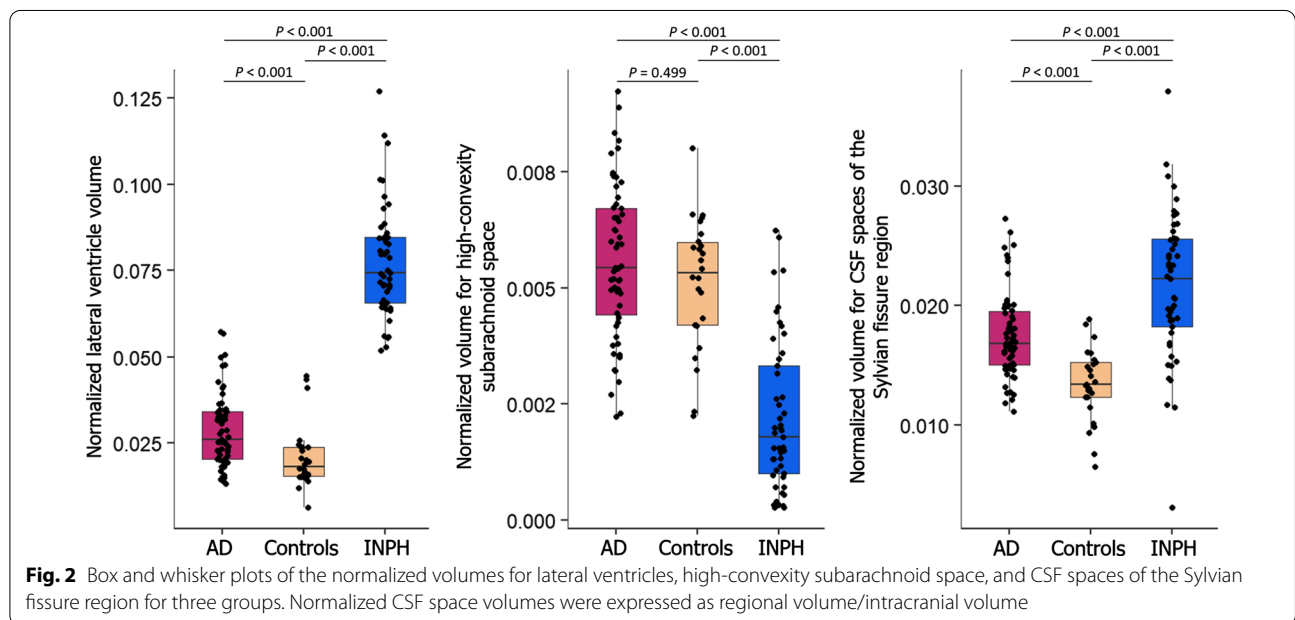 P < 0.001
P < 0.001
P < 0.001
Normalized lateral ventricle volume
0.125
0.100
0.075
0.050
0.025
AD Controls INPH
P < 0.001
P < 0.001
P = 0.499
Normalized volume for high-convexity
subarachnoid space
0.008
0.005
0.002
0.000
AD Controls INPH
P < 0.001
P < 0.001
P < 0.001
Normalized volume for CSF spaces of the
Sylvian fissure region
0.030
0.020
0.010
AD Controls INPH
Fig. 2 Box and whisker plots of the normalized volumes for lateral ventricles, high-convexity subarachnoid space, and CSF spaces of the Sylvian
fissure region for three groups. Normalized CSF space volumes were expressed as regional volume/intracranial volume